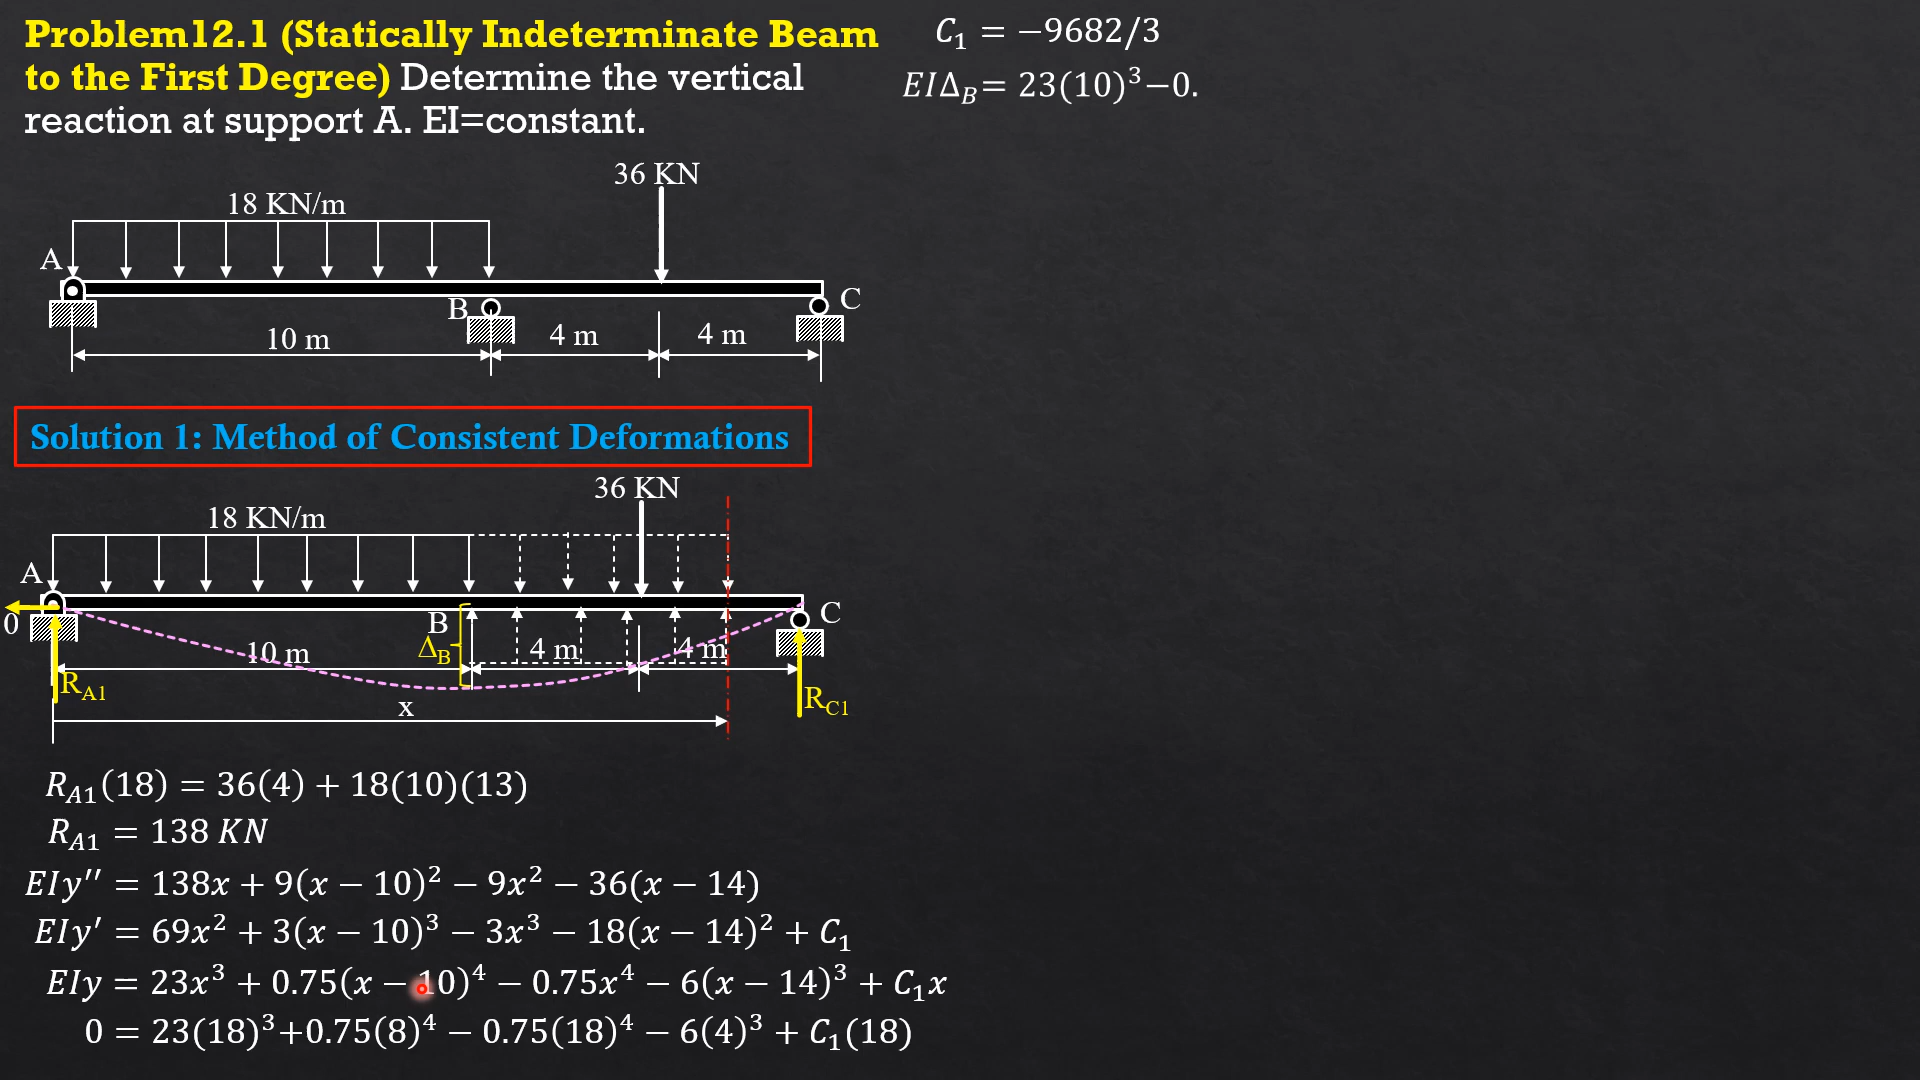 Problem12.1 (Statically Indeterminate Beam
to the First Degree) Determine the vertical
reaction at support A. EI=constant.
C₁ = −9682/3
EIΔ_B= 23(10)³−0.
36 KN
18 KN/m
A
B
C
10 m
4 m
4 m
Solution 1: Method of Consistent Deformations
36 KN
18 KN/m
A
0
B
C
Δ_B
10 m
4 m
4 m
R_A1
R_C1
x
R_A1(18) = 36(4) + 18(10)(13)
R_A1 = 138 KN
EIy′′ = 138x + 9(x − 10)² − 9x² − 36(x − 14)
EIy′ = 69x² + 3(x − 10)³ − 3x³ − 18(x − 14)² + C₁
EIy = 23x³ + 0.75(x − 10)⁴ − 0.75x⁴ − 6(x − 14)³ + C₁x
0 = 23(18)³+0.75(8)⁴ − 0.75(18)⁴ − 6(4)³ + C₁(18)